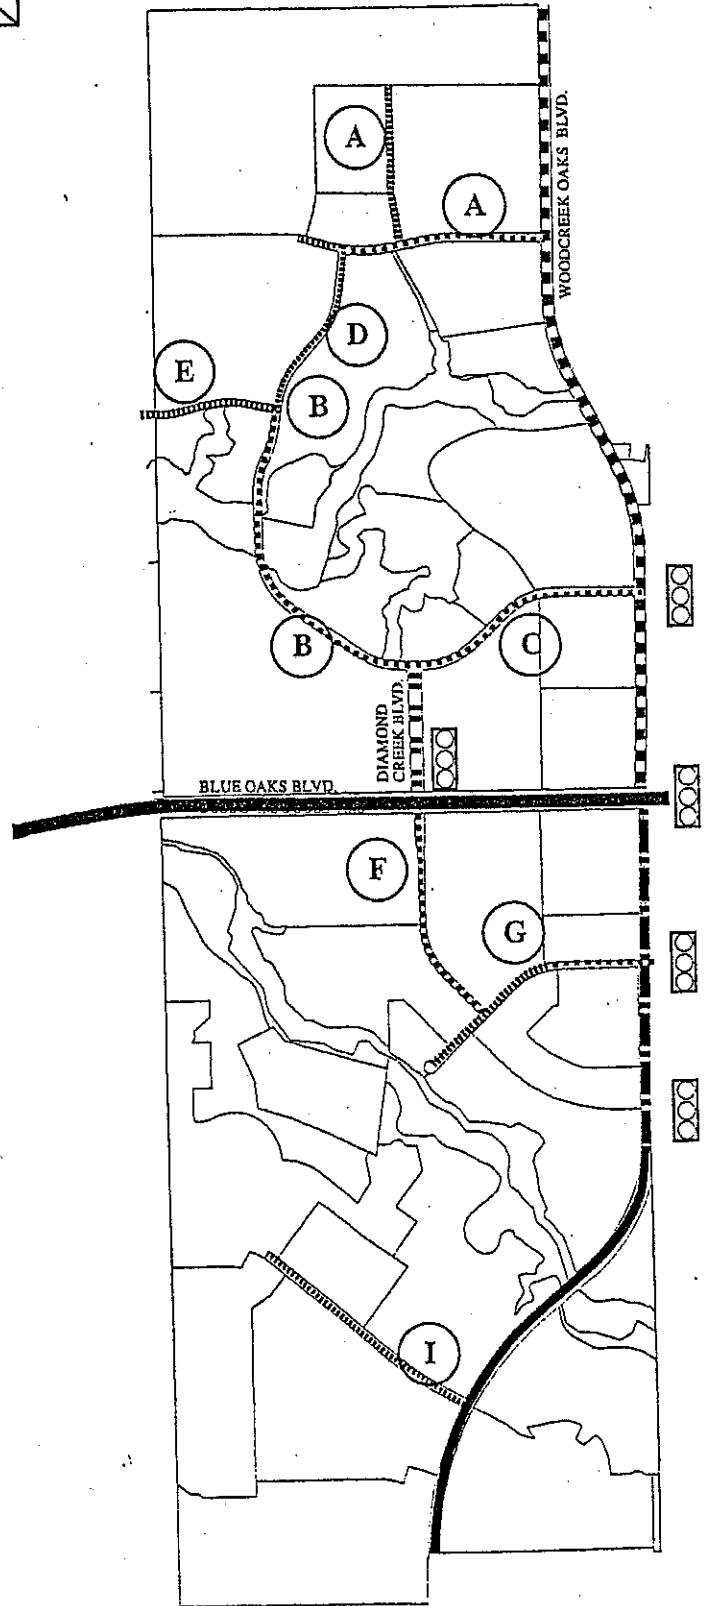 A
WOODCREEK OAKS BLVD.
A
D
E
B
B
C
DIAMOND
CREEK BLVD.
BLUE OAKS BLVD.
F
G
I